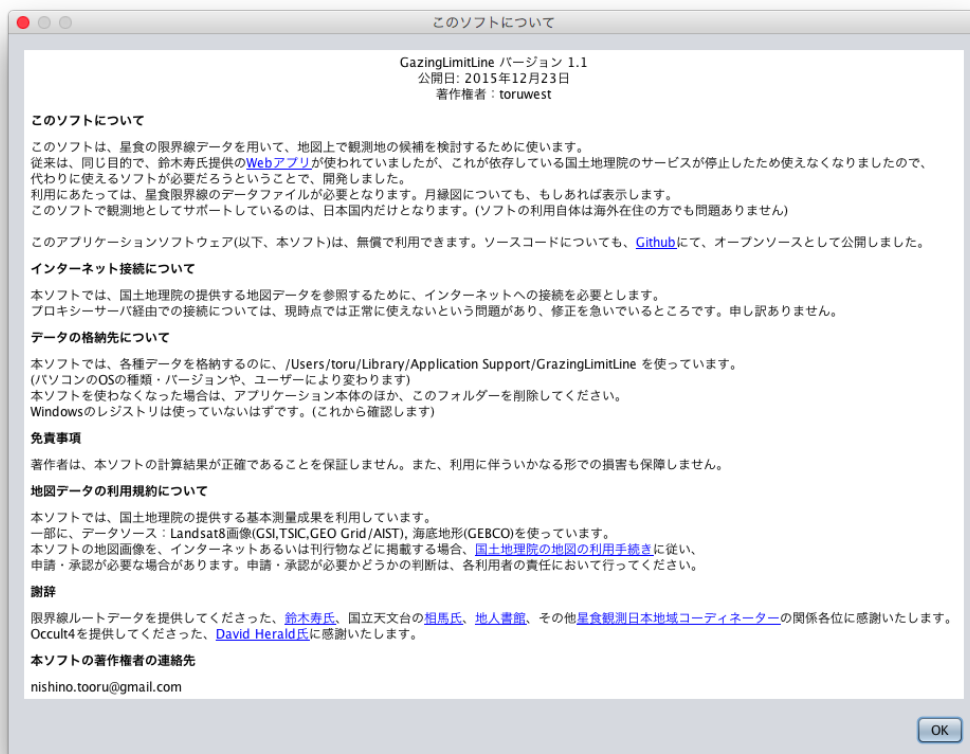 このソフトについて
GazingLimitLine バージョン 1.1
公開日: 2015年12月23日
著作権者：toruwest
このソフトについて
このソフトは、星食の限界線データを用いて、地図上で観測地の候補を検討するために使います。
従来は、同じ目的で、鈴木寿氏提供のWebアプリが使われていましたが、これが依存している国土地理院のサービスが停止したため使えなくなりましたので、
代わりに使えるソフトが必要だろうということで、開発しました。
利用にあたっては、星食限界線のデータファイルが必要となります。月縁図についても、もしあれば表示します。
このソフトで観測地としてサポートしているのは、日本国内だけとなります。(ソフトの利用自体は海外在住の方でも問題ありません)
このアプリケーションソフトウェア(以下、本ソフト)は、無償で利用できます。ソースコードについても、Githubにて、オープンソースとして公開しました。
インターネット接続について
本ソフトでは、国土地理院の提供する地図データを参照するために、インターネットへの接続を必要とします。
プロキシーサーバ経由での接続については、現時点では正常に使えないという問題があり、修正を急いでいるところです。申し訳ありません。
データの格納先について
本ソフトでは、各種データを格納するのに、/Users/toru/Library/Application Support/GrazingLimitLine を使っています。
(パソコンのOSの種類・バージョンや、ユーザーにより変わります)
本ソフトを使わなくなった場合は、アプリケーション本体のほか、このフォルダーを削除してください。
Windowsのレジストリは使っていないはずです。(これから確認します)
免責事項
著作者は、本ソフトの計算結果が正確であることを保証しません。また、利用に伴ういかなる形での損害も保障しません。
地図データの利用規約について
本ソフトでは、国土地理院の提供する基本測量成果を利用しています。
一部に、データソース：Landsat8画像(GSI,TSIC,GEO Grid/AIST), 海底地形(GEBCO)を使っています。
本ソフトの地図画像を、インターネットあるいは刊行物などに掲載する場合、国土地理院の地図の利用手続きに従い、
申請・承認が必要な場合があります。申請・承認が必要かどうかの判断は、各利用者の責任において行ってください。
謝辞
限界線ルートデータを提供してくださった、鈴木寿氏、国立天文台の相馬氏、地人書館、その他星食観測日本地域コーディネーターの関係各位に感謝いたします。
Occult4を提供してくださった、David Herald氏に感謝いたします。
本ソフトの著作権者の連絡先
nishino.tooru@gmail.com
OK